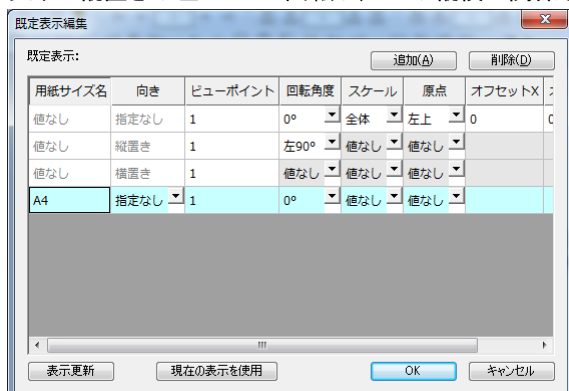 既定表示編集
既定表示:
追加(A) 削除(D)
用紙サイズ名 向き ビューポイント 回転角度 スケール 原点 オフセットX
値なし 指定なし 1 0° 全体 左上 0
値なし 縦置き 1 左90° 値なし 値なし
値なし 横置き 1 値なし 値なし 値なし
A4 指定なし 1 0° 値なし 値なし
表示更新 現在の表示を使用 OK キャンセル